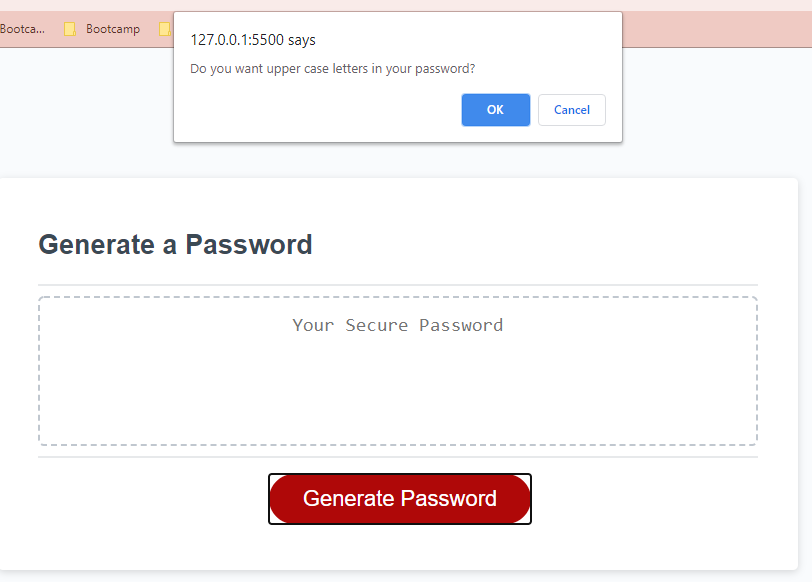 Bootca... Bootcamp
127.0.0.1:5500 says
Do you want upper case letters in your password?
OK Cancel
Generate a Password
Your Secure Password
Generate Password